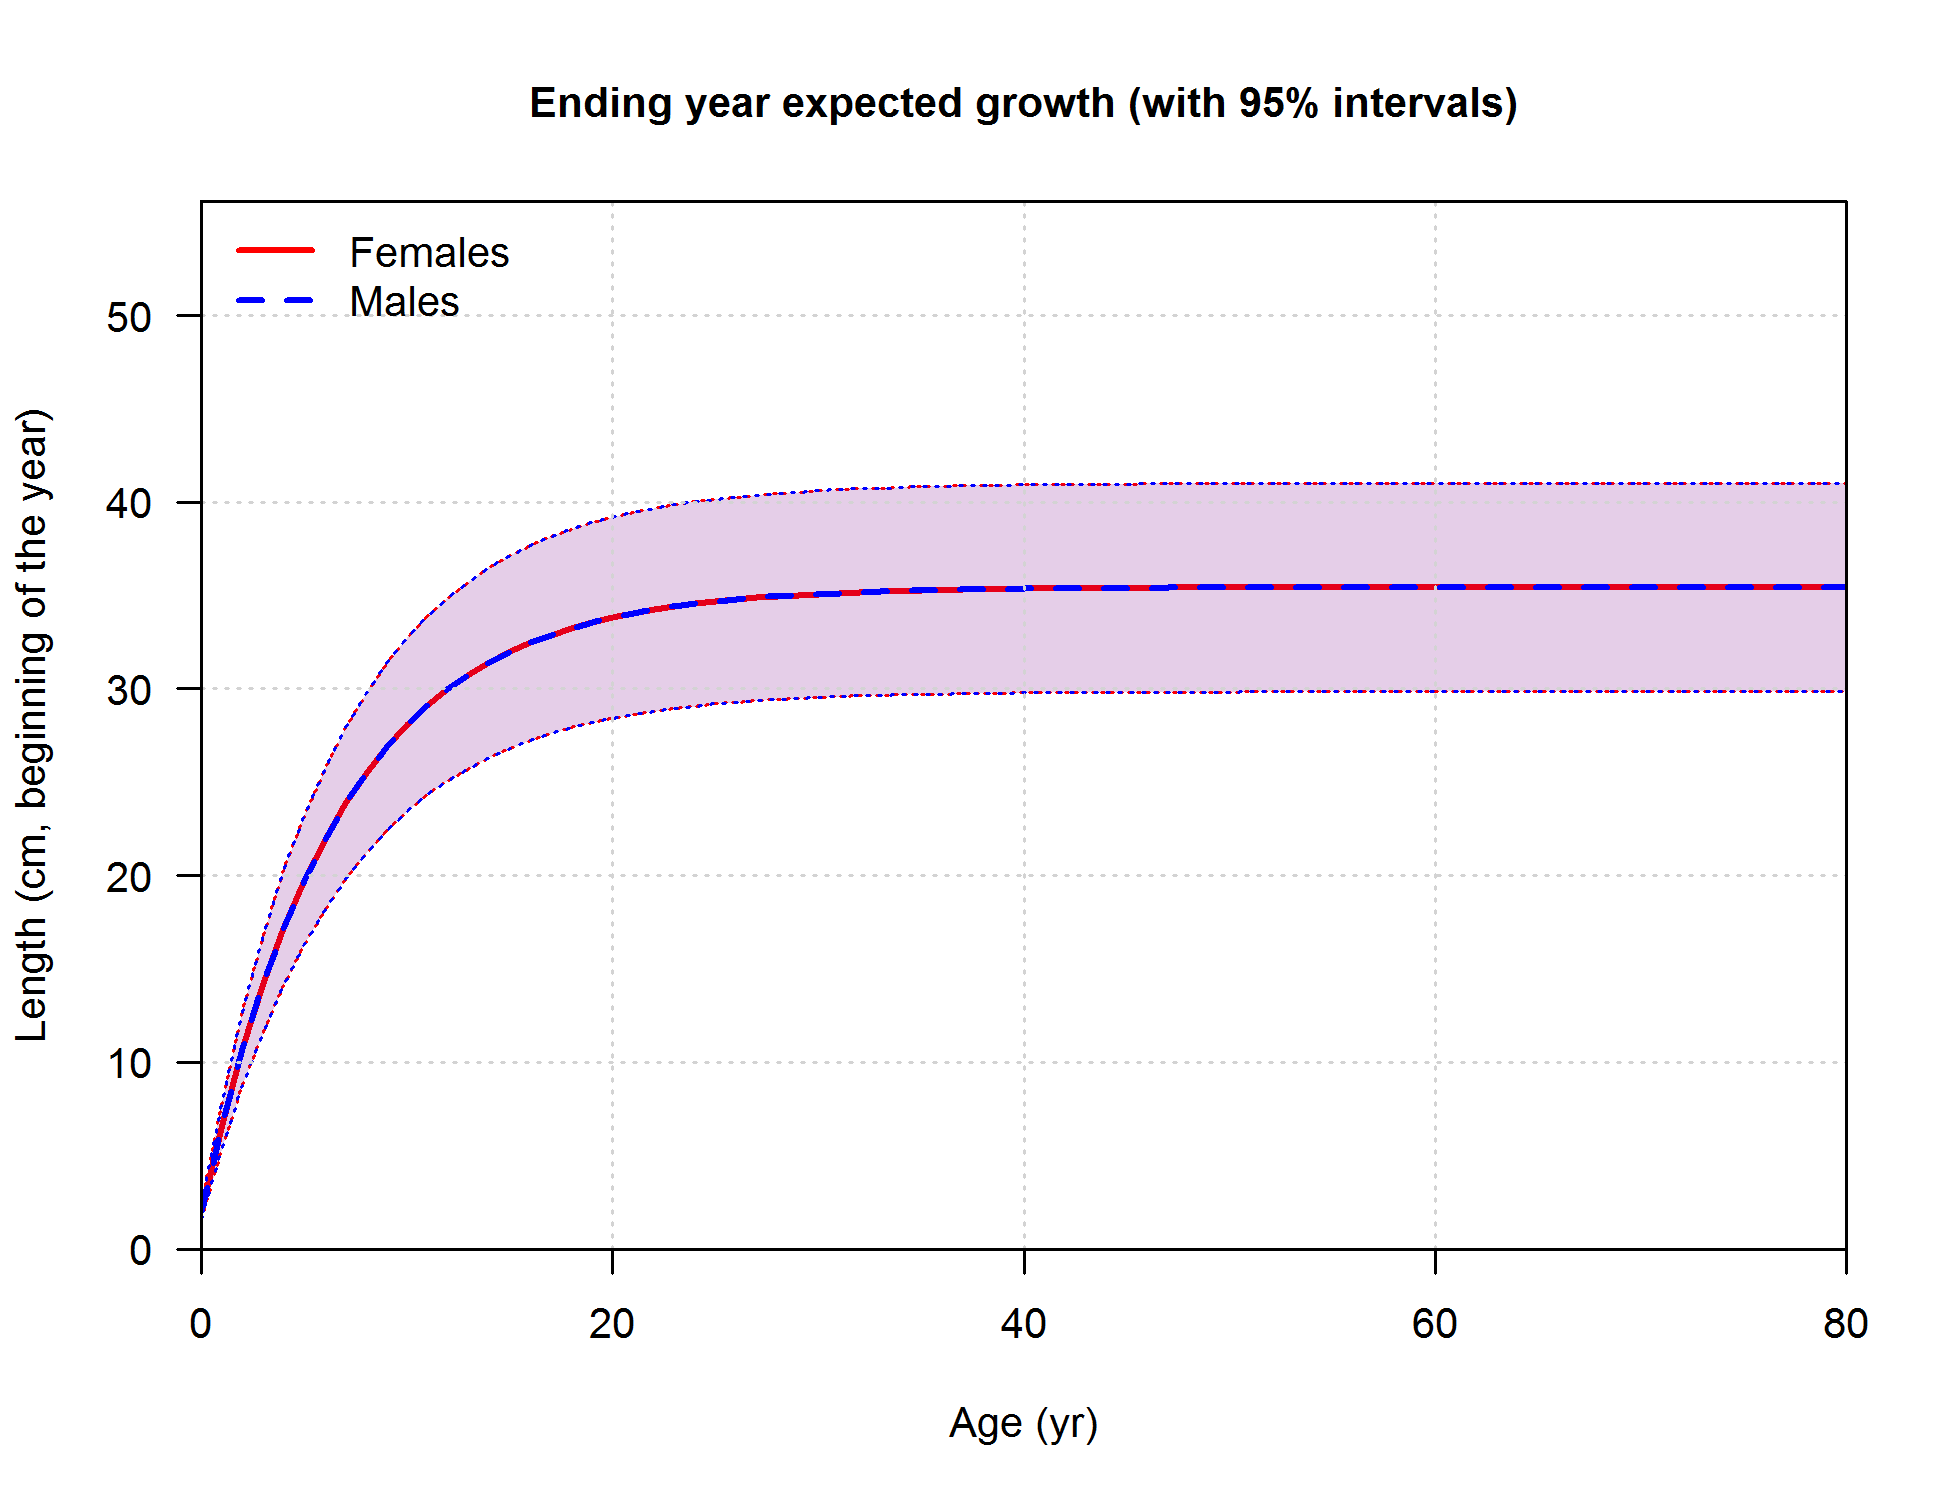 Ending year expected growth (with 95% intervals)
Females
Males
Length (cm, beginning of the year)
50
40
30
20
10
0
0 20 40 60 80
Age (yr)